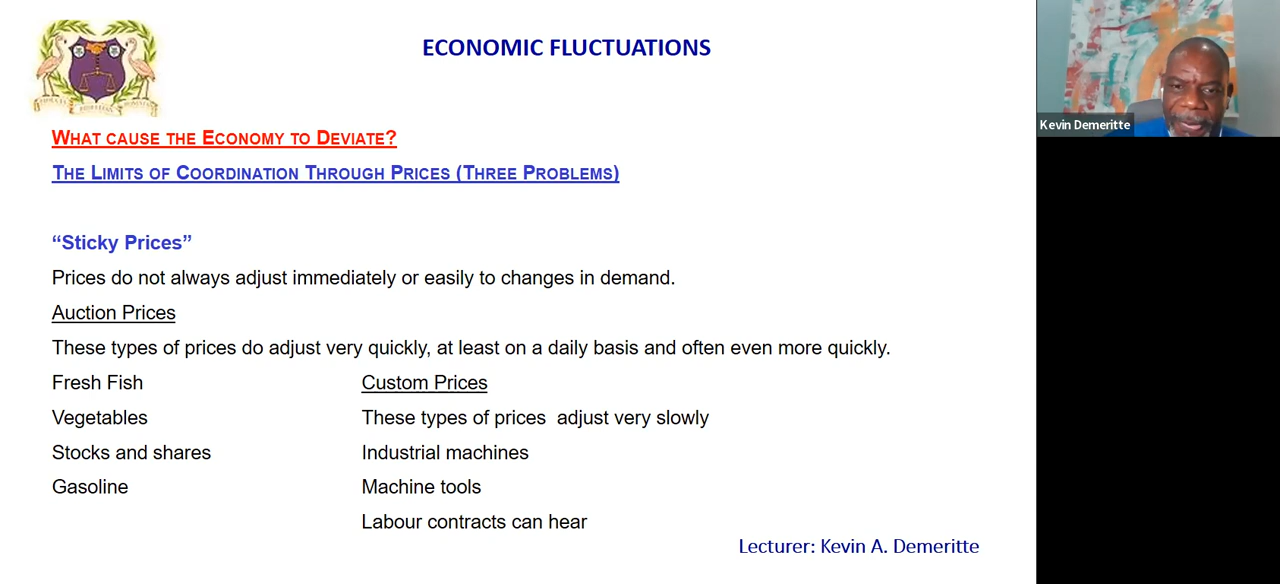 ECONOMIC FLUCTUATIONS
WHAT CAUSE THE ECONOMY TO DEVIATE?
THE LIMITS OF COORDINATION THROUGH PRICES (THREE PROBLEMS)
“Sticky Prices”
Prices do not always adjust immediately or easily to changes in demand.
Auction Prices
These types of prices do adjust very quickly, at least on a daily basis and often even more quickly.
Fresh Fish
Vegetables
Stocks and shares
Gasoline
Custom Prices
These types of prices adjust very slowly
Industrial machines
Machine tools
Labour contracts can hear
Lecturer: Kevin A. Demeritte
Kevin Demeritte